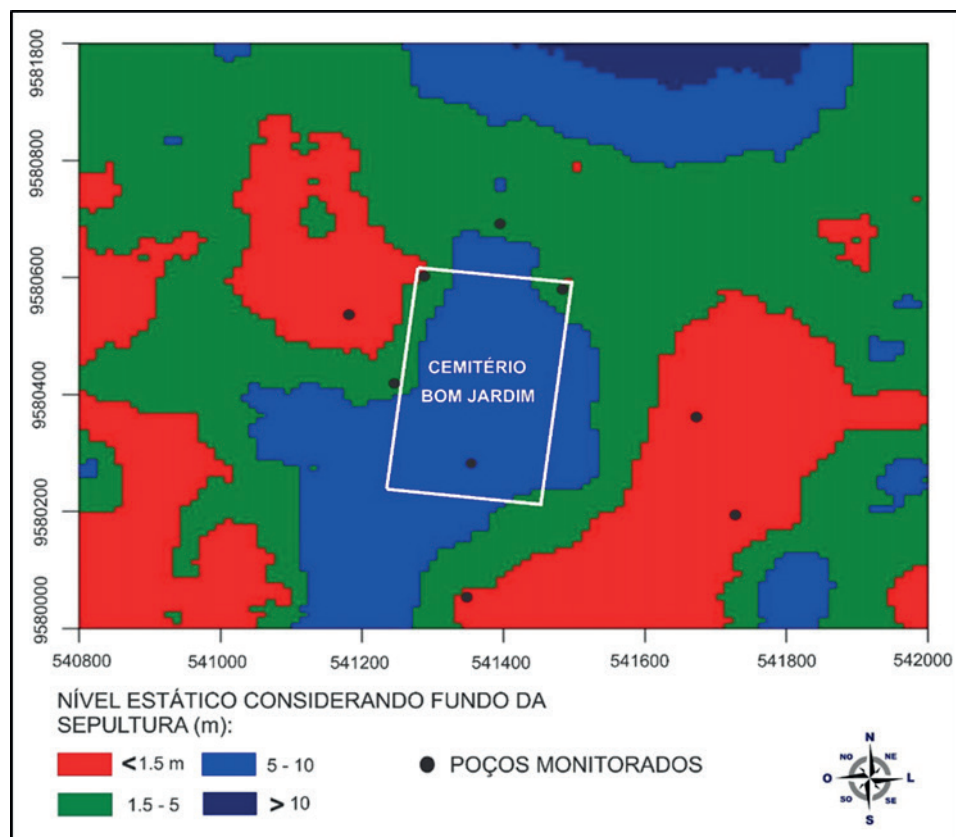 9581800
9580800
9580600
9580400
9580200
9580000
540800
541000
541200
541400
541600
541800
542000
CEMITÉRIO
BOM JARDIM
NÍVEL ESTÁTICO CONSIDERANDO FUNDO DA
SEPULTURA (m):
<1.5 m
5 - 10
1.5 - 5
> 10
POÇOS MONITORADOS
N
NO
NE
O
L
SO
SE
S